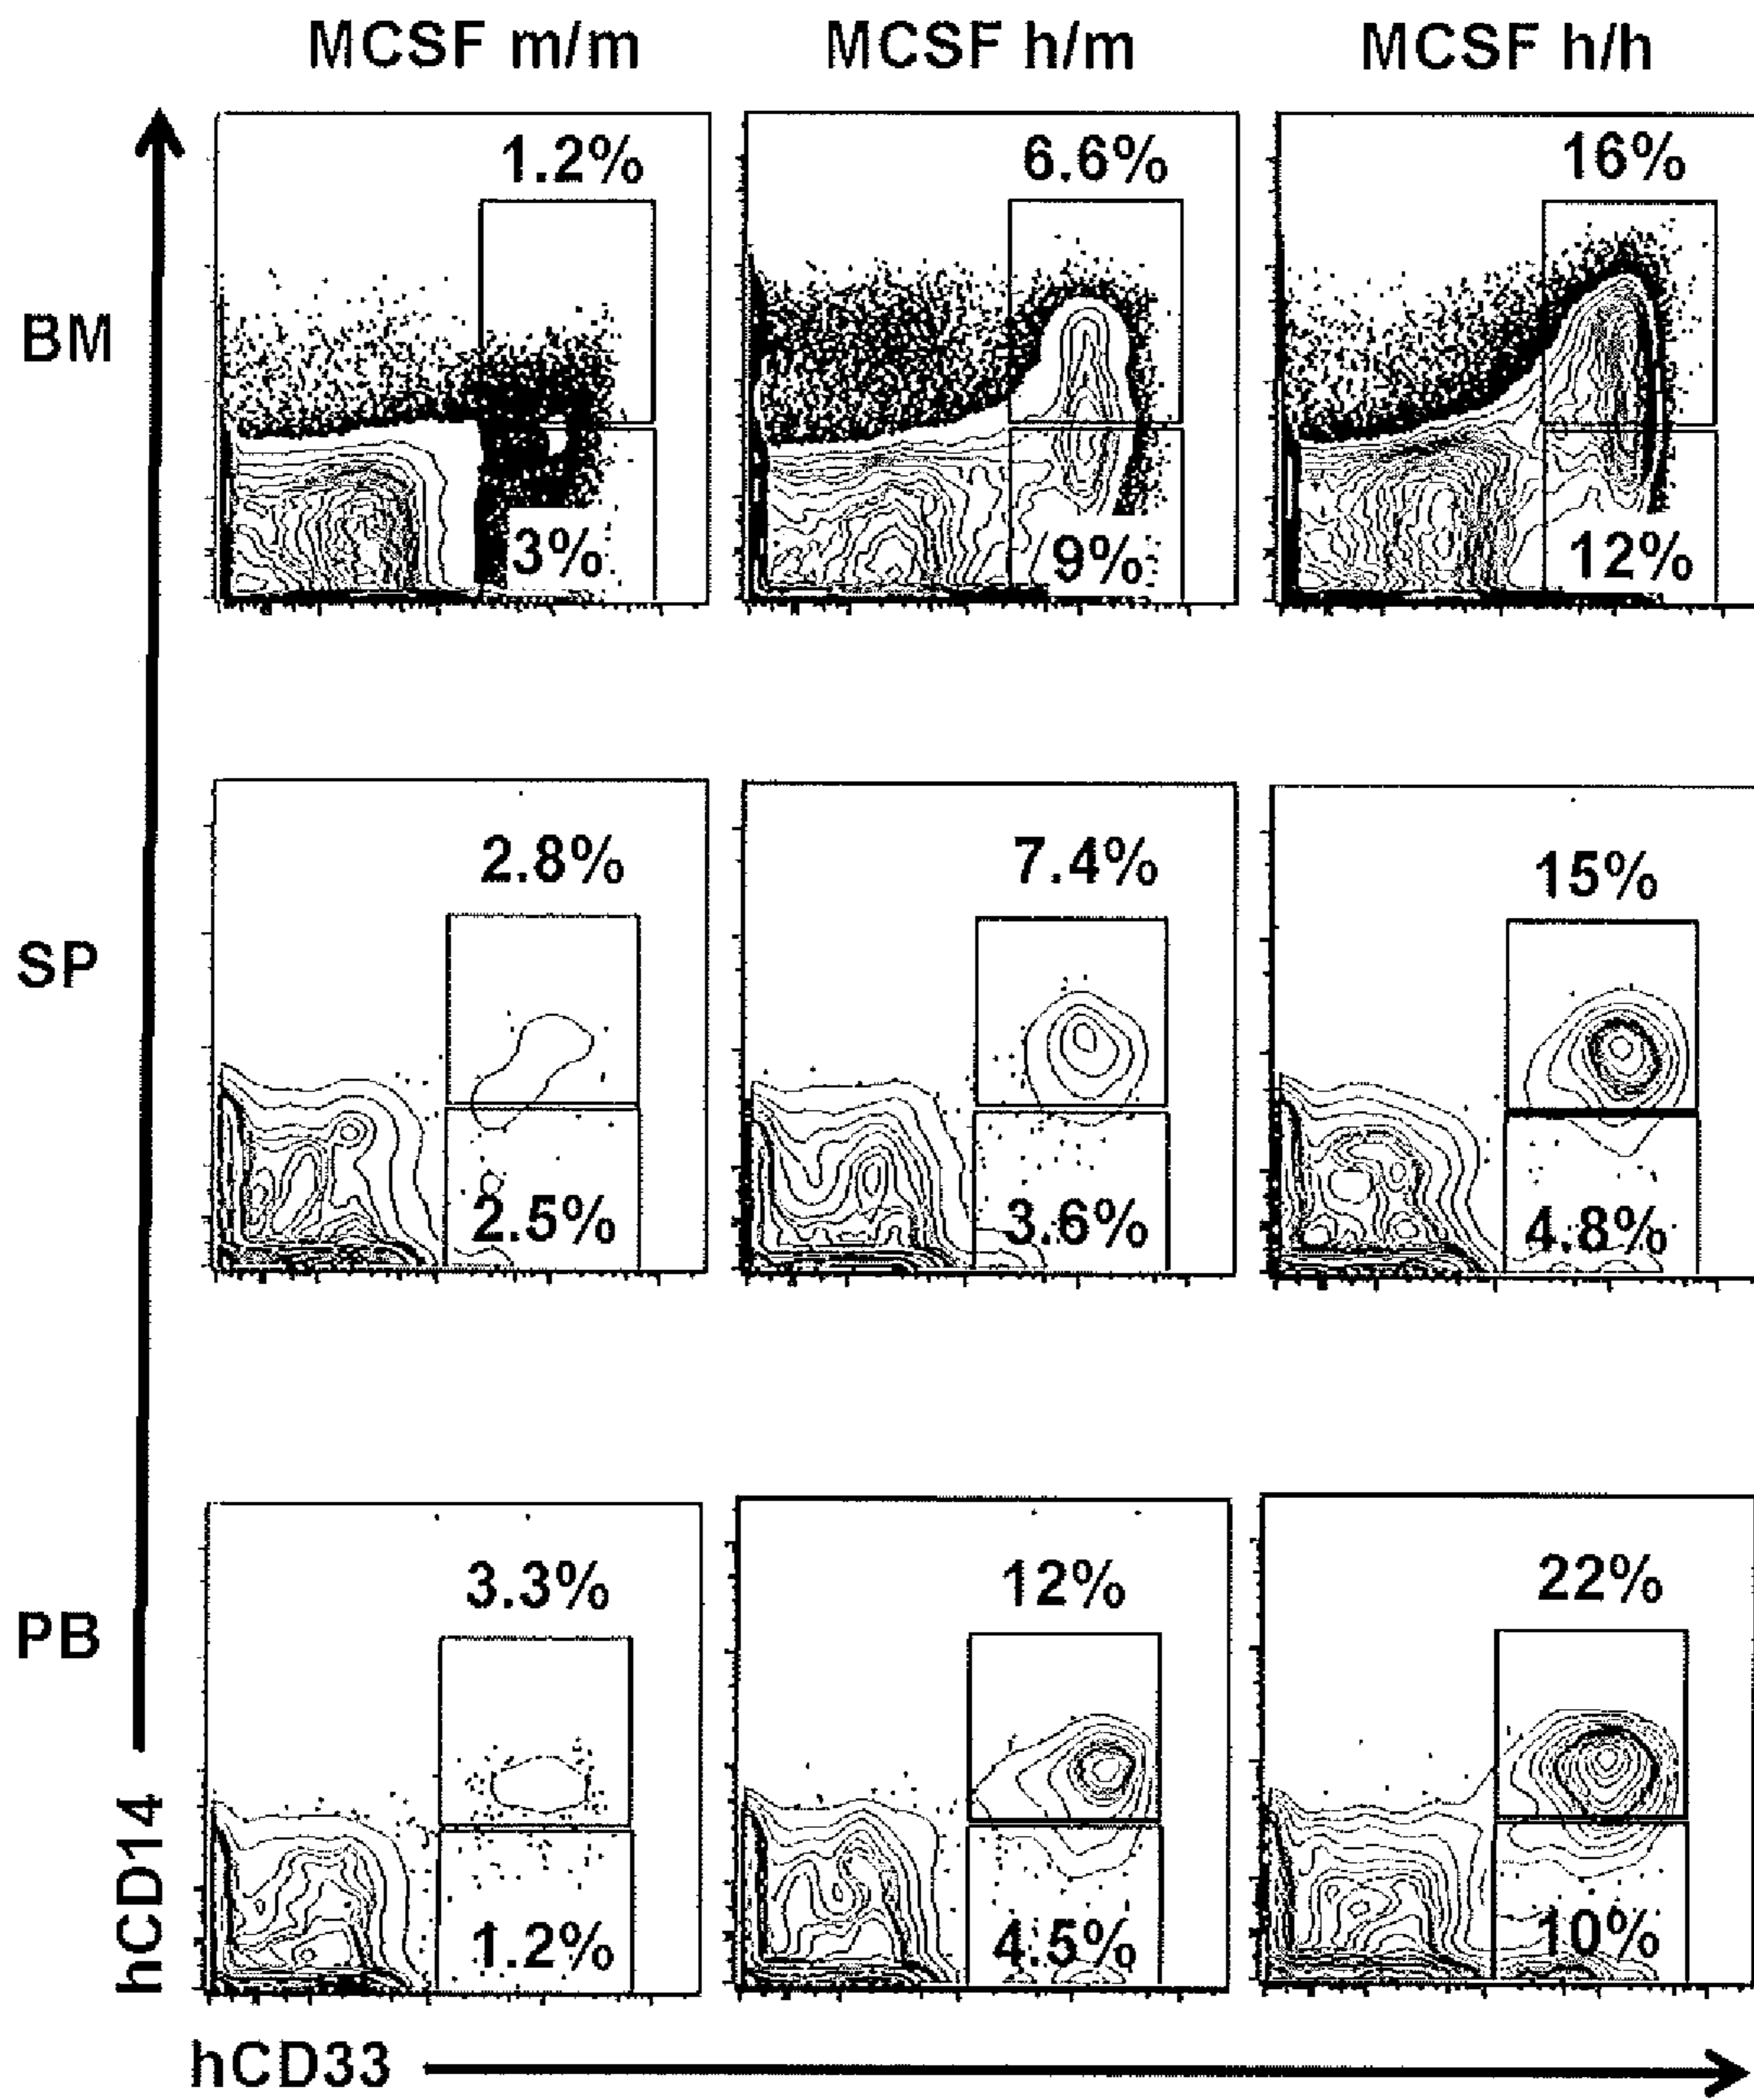 MCSF m/m MCSF h/m MCSF h/h
1.2% 6.6% 16%
BM
3% 9% 12%
2.8% 7.4% 15%
SP
2.5% 3.6% 4.8%
3.3% 12% 22%
PB
1.2% 4.5% 10%
hCD14
hCD33